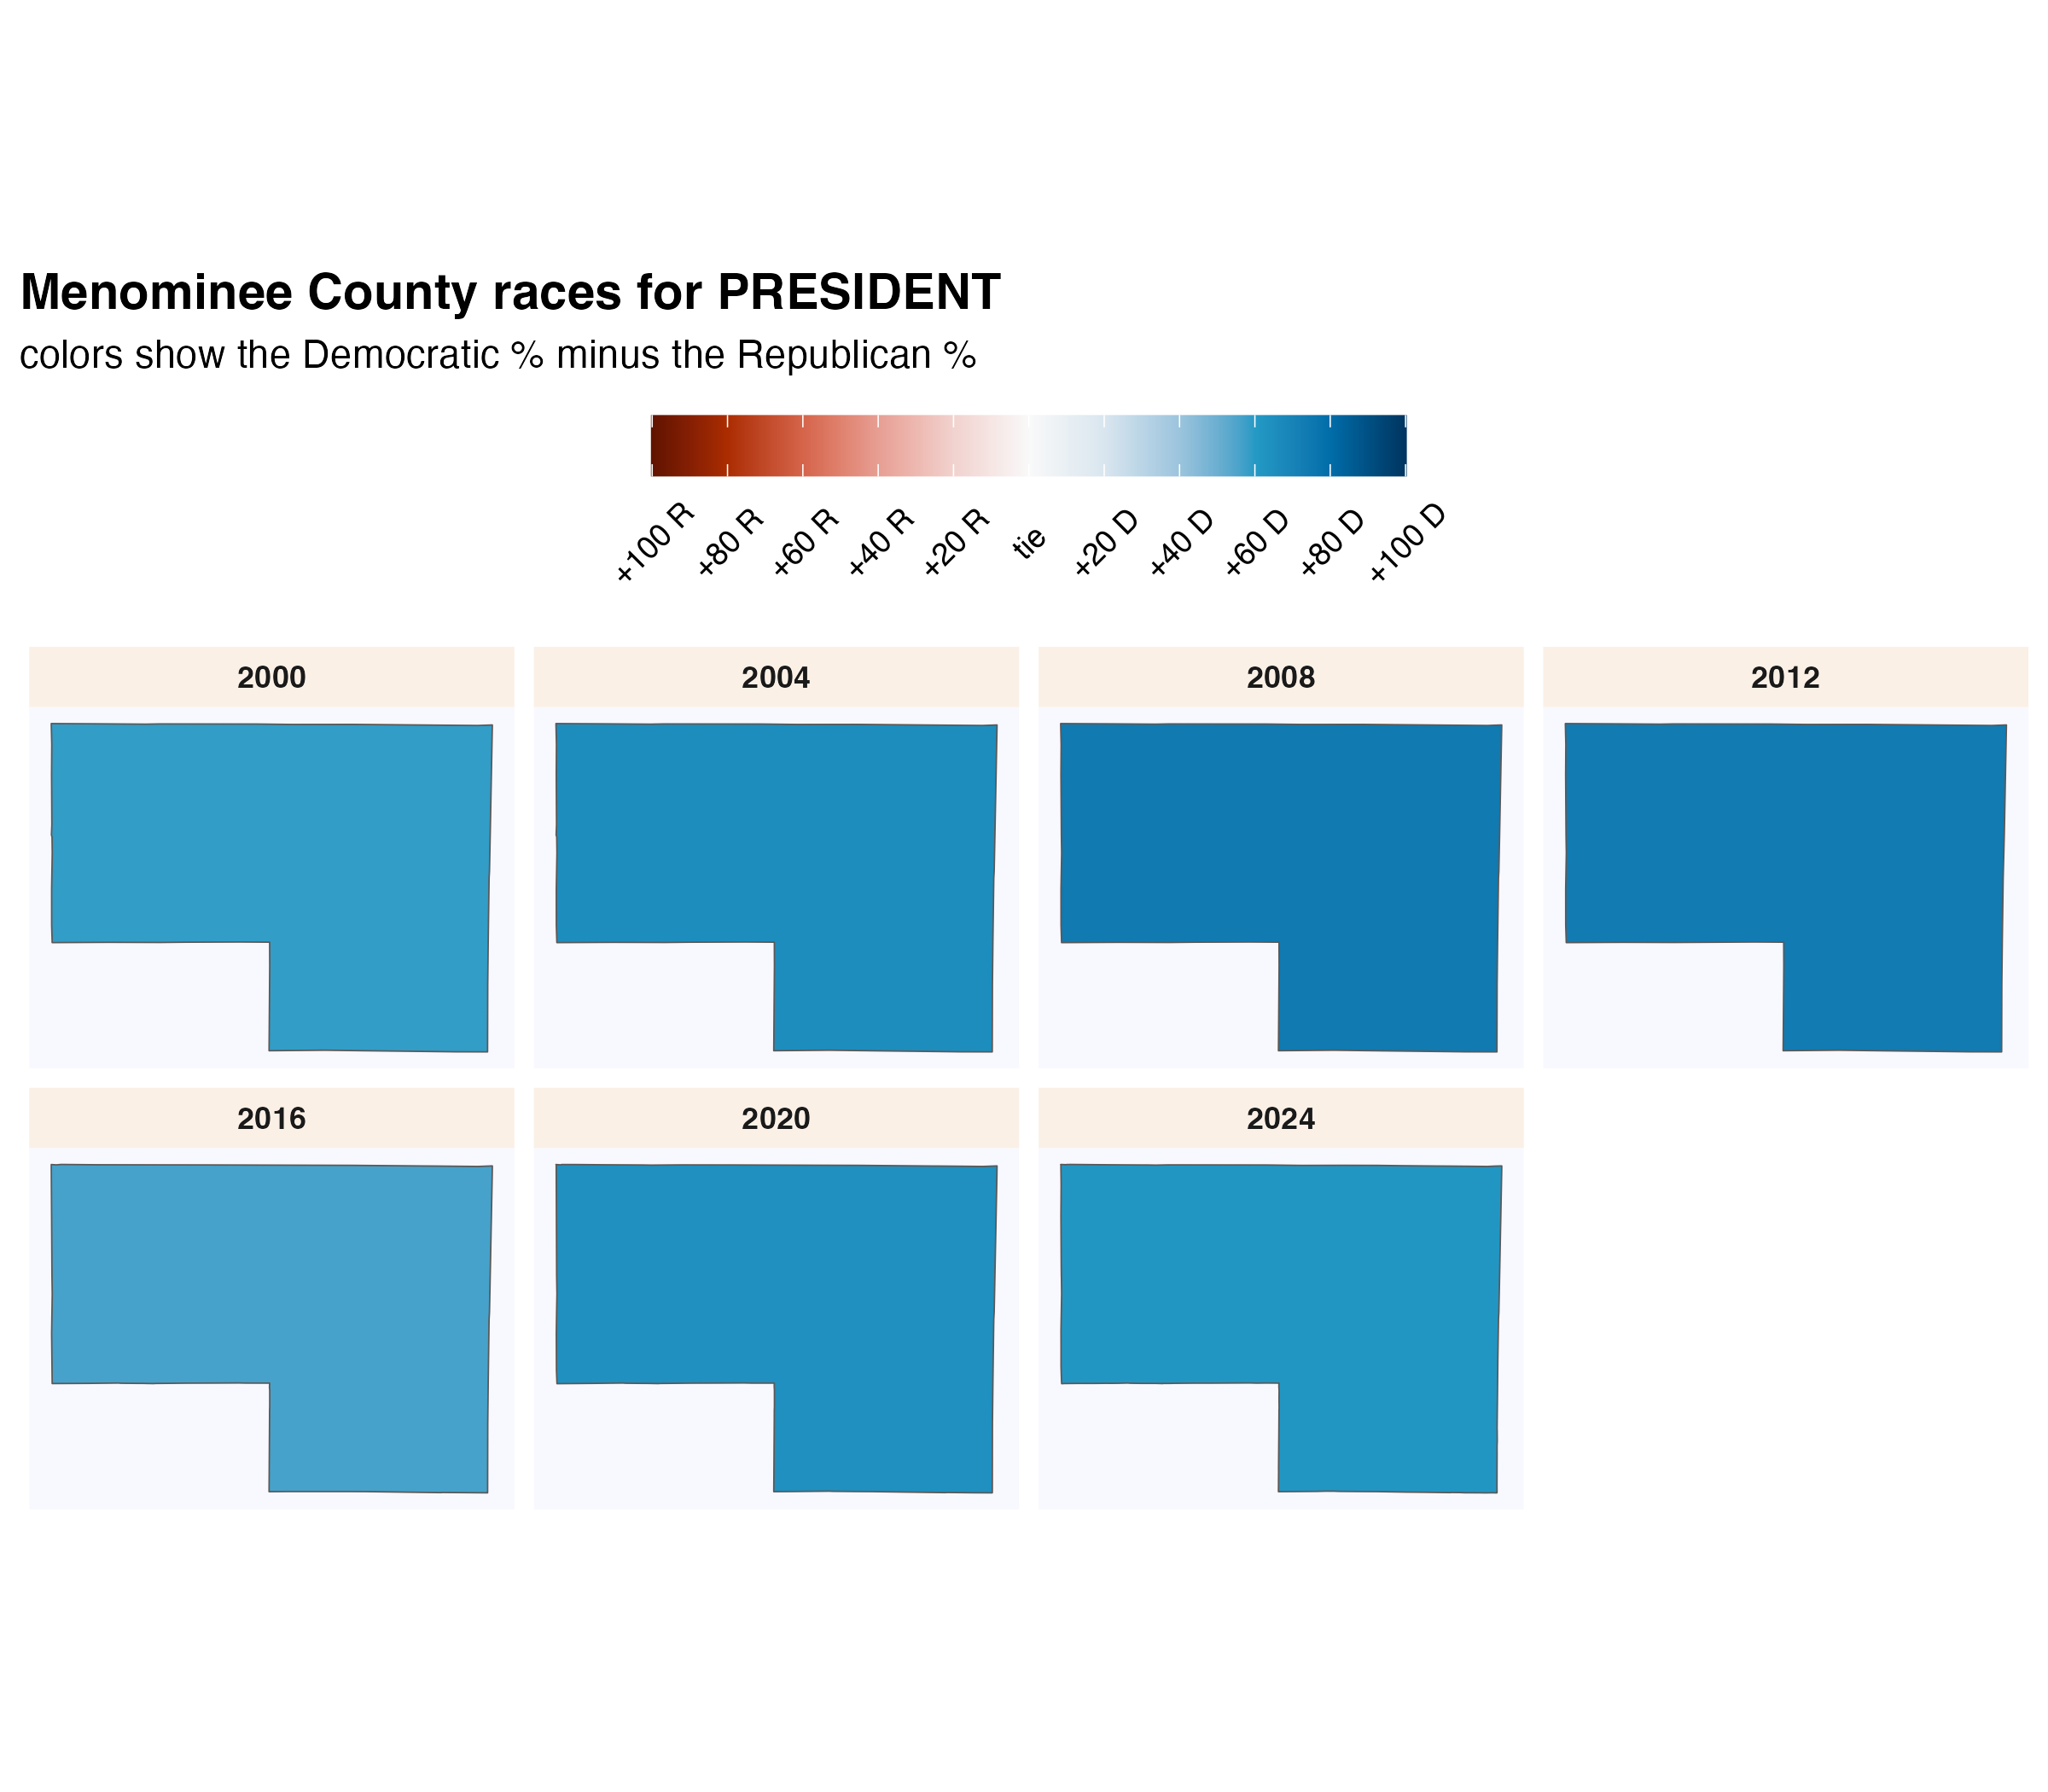 Menominee County races for PRESIDENT
colors show the Democratic % minus the Republican %
+100 R
+80 R
+60 R
+40 R
+20 R
tie
+20 D
+40 D
+60 D
+80 D
+100 D
2000
2004
2008
2012
2016
2020
2024